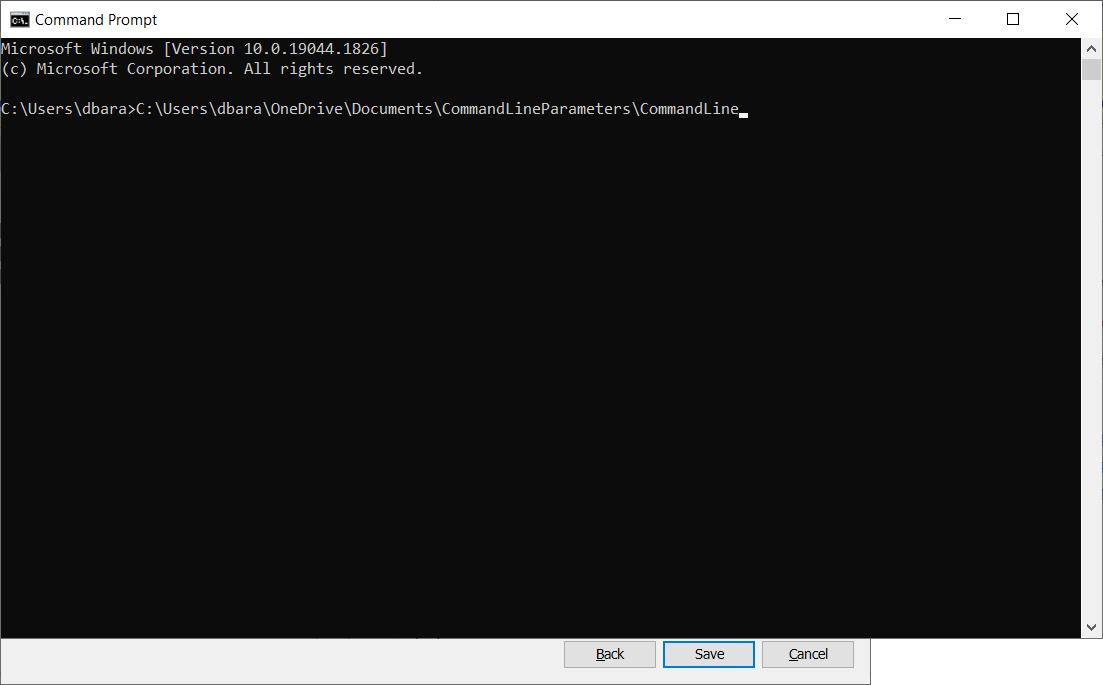 Command Prompt
Microsoft Windows [Version 10.0.19044.1826]
(c) Microsoft Corporation. All rights reserved.
C:\Users\dbara>C:\Users\dbara\OneDrive\Documents\CommandLineParameters\CommandLine
Back Save Cancel